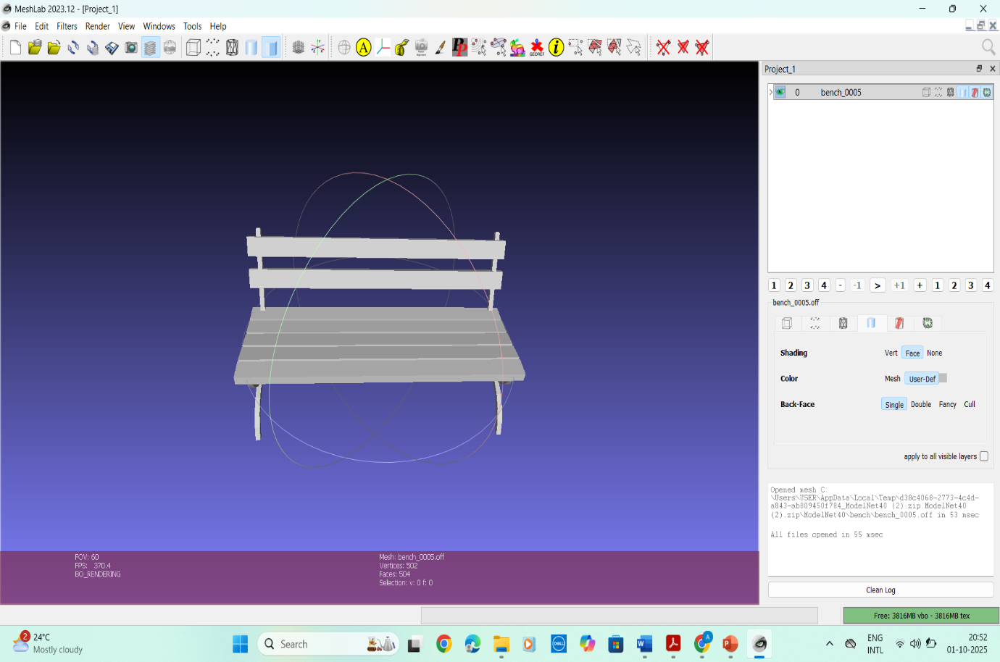 MeshLab 2023.12 - [Project_1]
File Edit Filters Render View Windows Tools Help
A
Pp
GEOREF
i
Project_1
0 bench_0005
1 2 3 4 - -1 > +1 + 1 2 3 4
bench_0005.off
Shading Vert Face None
Color Mesh User-Def
Back-Face Single Double Fancy Cull
apply to all visible layers
Opened mesh C:
\Users\USER\AppData\Local\Temp\d38c4068-2773-4c4d-
a843-ab809450f784_ModelNet40 (2).zip.ModelNet40
(2).zip\ModelNet40\bench\bench_0005.off in 53 msec
All files opened in 55 msec
Clean Log
FOV: 60
FPS: 370.4
BO_RENDERING
Mesh: bench_0005.off
Vertices: 502
Faces: 504
Selection: v: 0 f: 0
Free: 3816MB vbo - 3816MB tex
2
24°C
Mostly cloudy
Search
DELL
W
A
P
ENG
INTL
20:52
01-10-2025